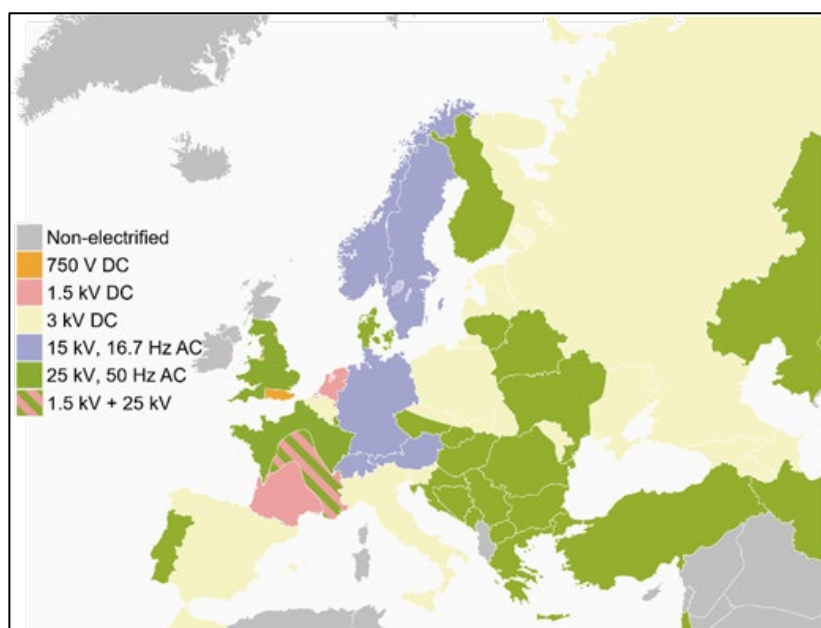 Non-electrified
750 V DC
1.5 kV DC
3 kV DC
15 kV, 16.7 Hz AC
25 kV, 50 Hz AC
1.5 kV + 25 kV